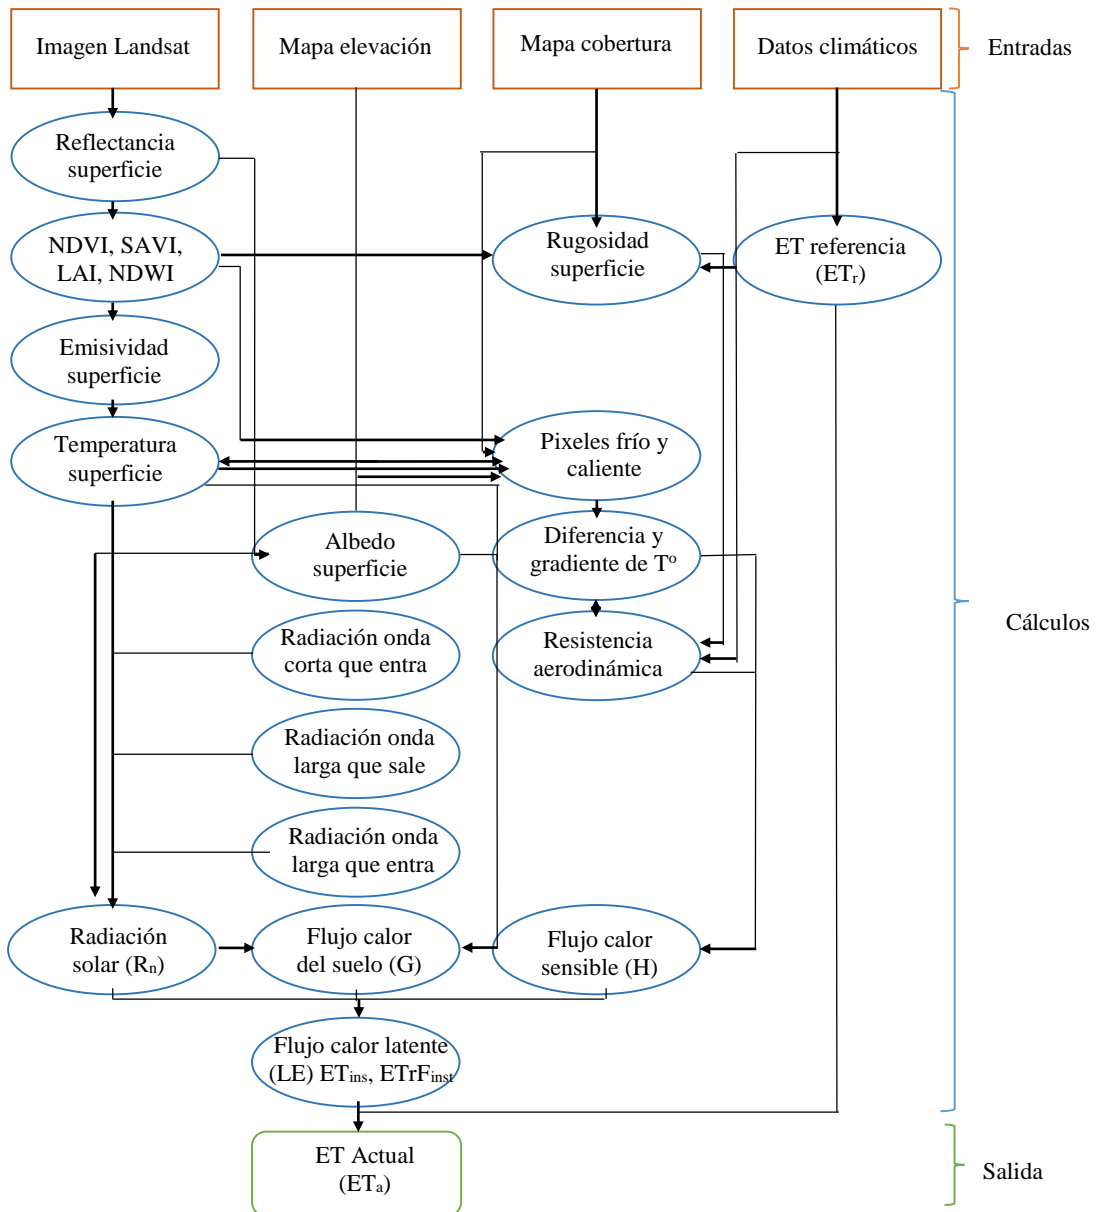 Imagen Landsat
Mapa elevación
Mapa cobertura
Datos climáticos
Entradas
Reflectancia
superficie
NDVI, SAVI,
LAI, NDWI
Rugosidad
superficie
ET referencia
(ETr)
Emisividad
superficie
Temperatura
superficie
Pixeles frío y
caliente
Albedo
superficie
Diferencia y
gradiente de Tº
Cálculos
Radiación onda
corta que entra
Resistencia
aerodinámica
Radiación onda
larga que sale
Radiación onda
larga que entra
Radiación
solar (Rn)
Flujo calor
del suelo (G)
Flujo calor
sensible (H)
Flujo calor latente
(LE) ETins, ETrFinst
ET Actual
(ETa)
Salida